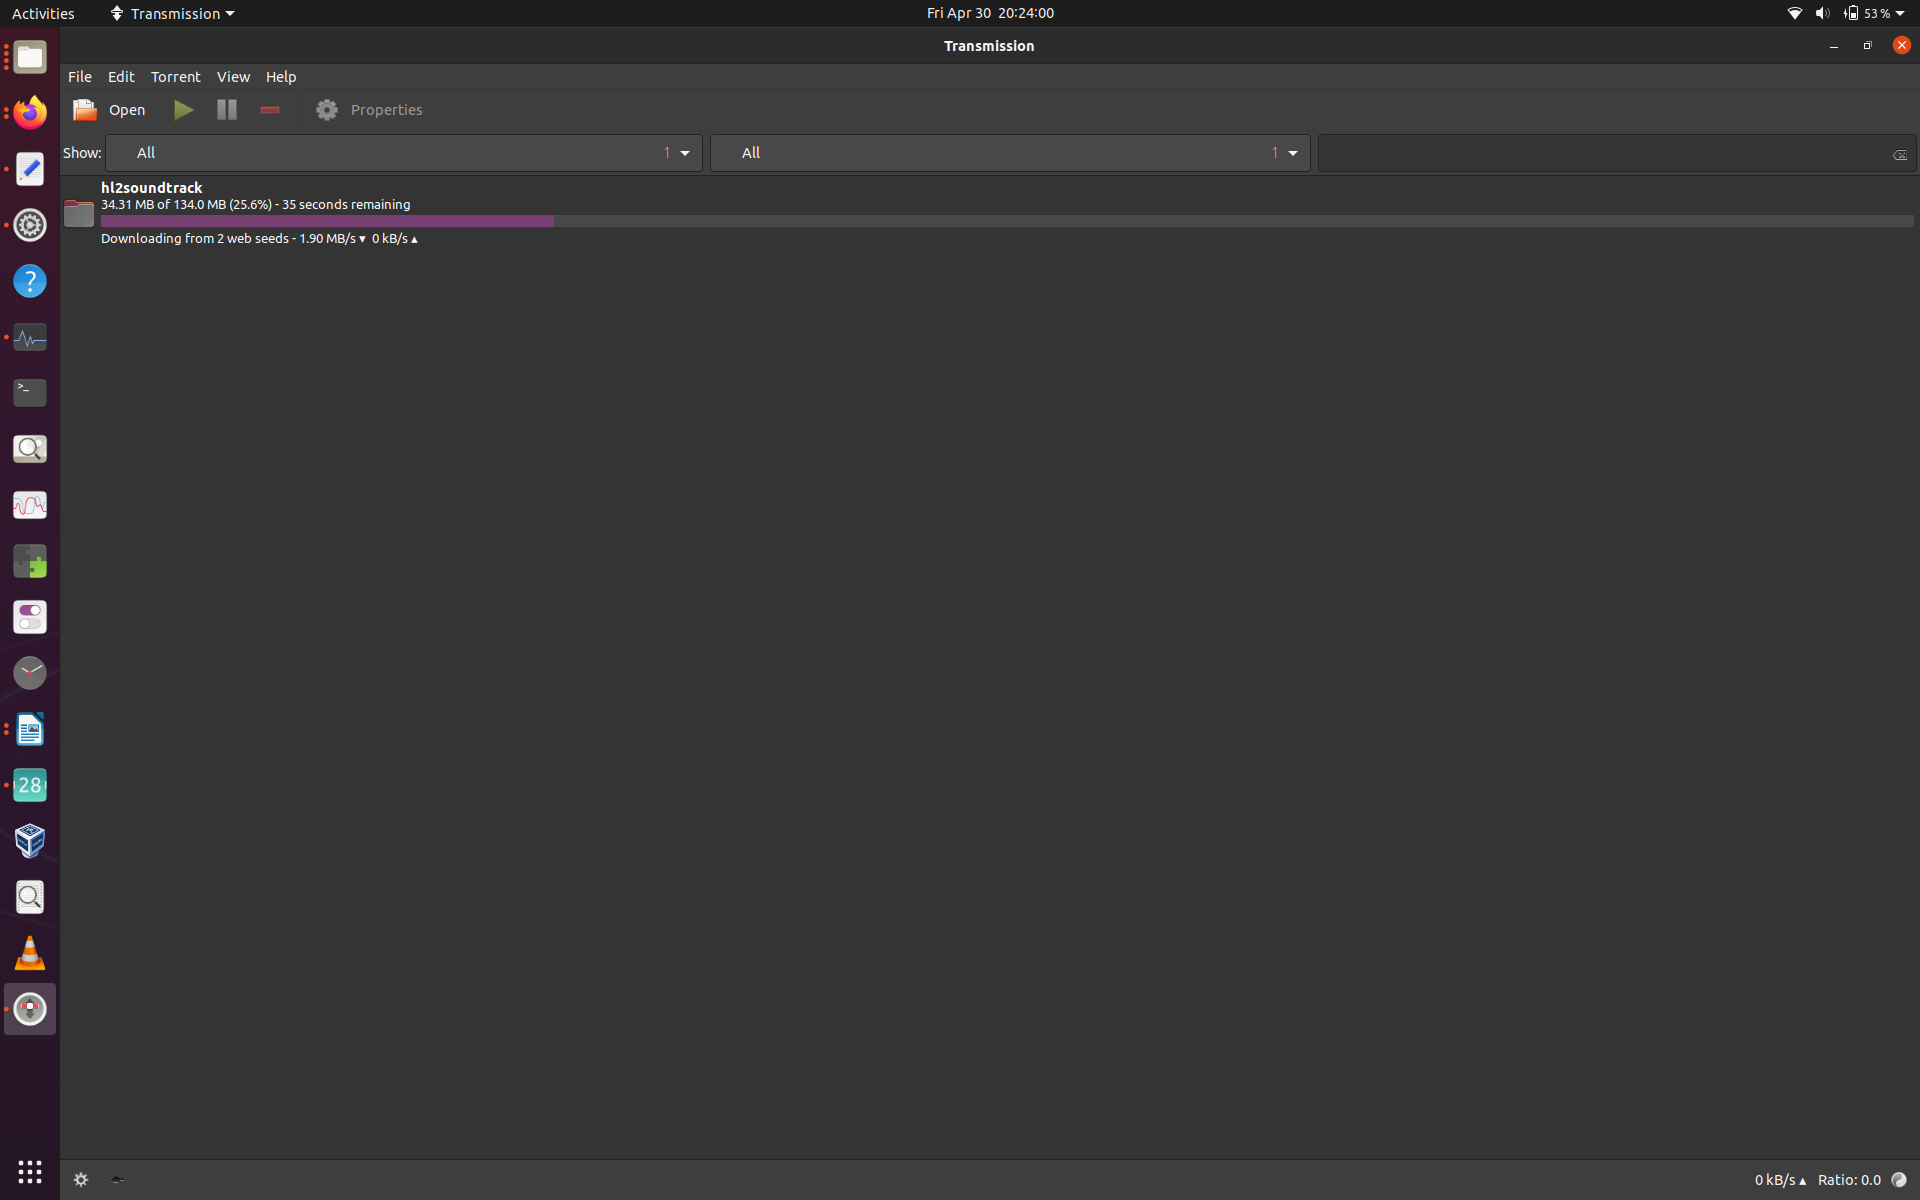 Activities Transmission Fri Apr 30 20:24:00 53 %
Transmission
File Edit Torrent View Help
Open Properties
Show: All 1 All 1
hl2soundtrack
34.31 MB of 134.0 MB (25.6%) - 35 seconds remaining
Downloading from 2 web seeds - 1.90 MB/s ▾ 0 kB/s ▴
?
>_
28
0 kB/s ▴ Ratio: 0.0